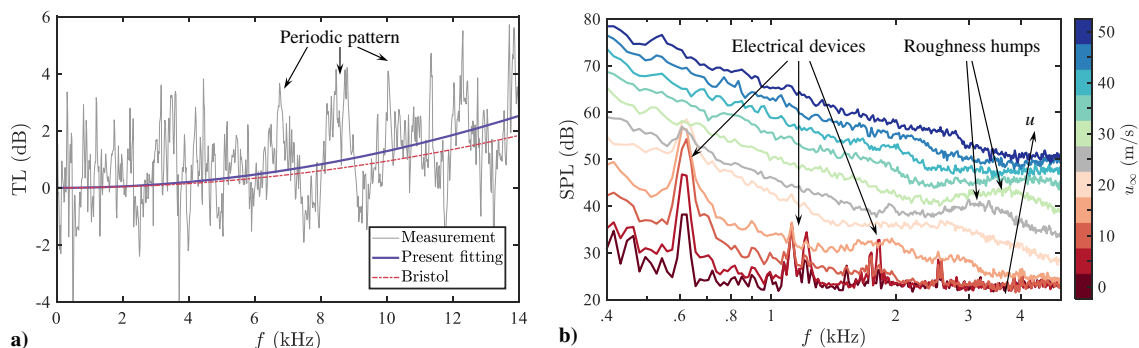 6
4
2
0
-2
-4
TL (dB)
Periodic pattern
Measurement
Present fitting
Bristol
0 2 4 6 8 10 12 14
f (kHz)
a)
80
70
60
50
40
30
20
SPL (dB)
Electrical devices
Roughness humps
u
.4 .6 .8 1 2 3 4
f (kHz)
b)
50
40
30
20
10
0
u∞ (m/s)